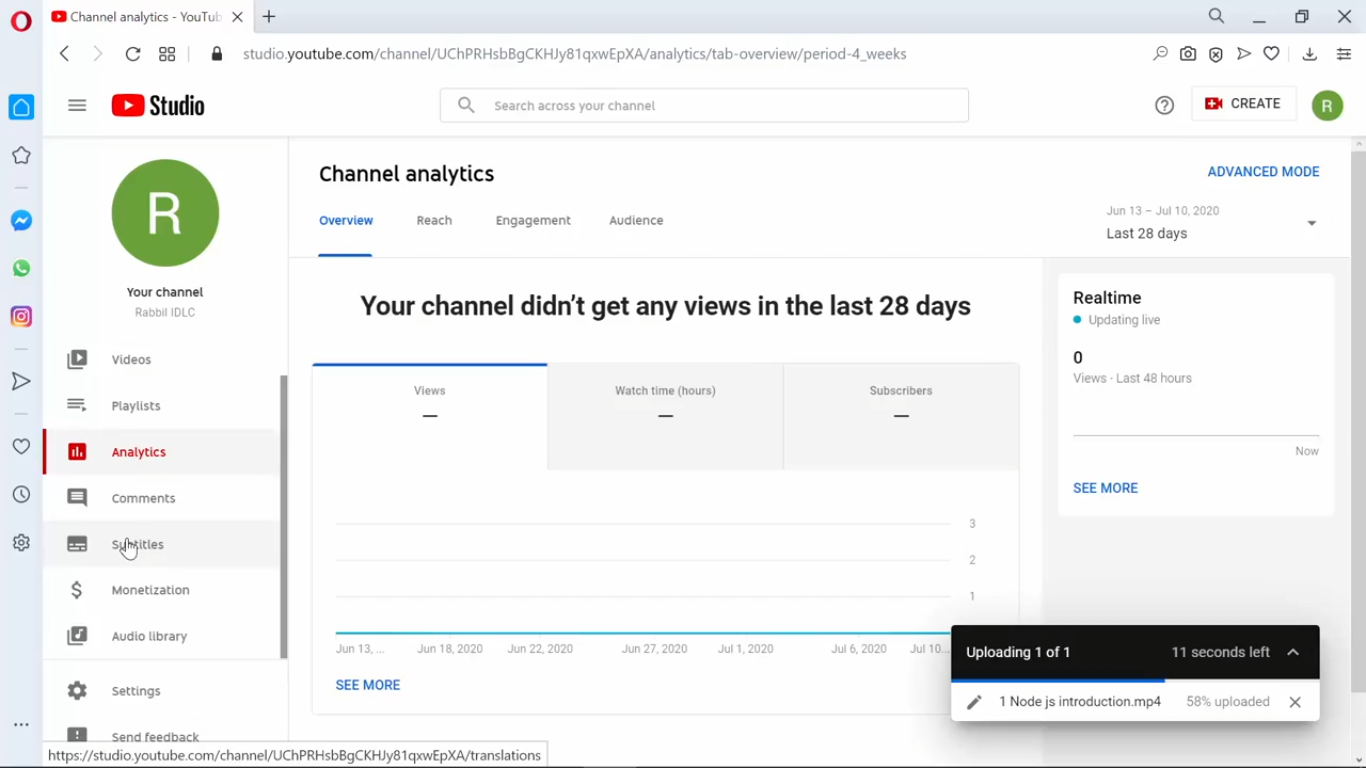 Channel analytics - YouTub
studio.youtube.com/channel/UChPRHsbBgCKHJy81qxwEpXA/analytics/tab-overview/period-4_weeks
Studio
Search across your channel
CREATE
R
R
Your channel
Rabbil IDLC
Videos
Playlists
Analytics
Comments
Subtitles
Monetization
Audio library
Settings
Send feedback
Channel analytics
ADVANCED MODE
Overview
Reach
Engagement
Audience
Jun 13 – Jul 10, 2020
Last 28 days
Your channel didn’t get any views in the last 28 days
Views
—
Watch time (hours)
—
Subscribers
—
3
2
1
Jun 13, ...
Jun 18, 2020
Jun 22, 2020
Jun 27, 2020
Jul 1, 2020
Jul 6, 2020
Jul 10...
SEE MORE
Realtime
Updating live
0
Views · Last 48 hours
Now
SEE MORE
Uploading 1 of 1
11 seconds left
1 Node js introduction.mp4
58% uploaded
https://studio.youtube.com/channel/UChPRHsbBgCKHJy81qxwEpXA/translations